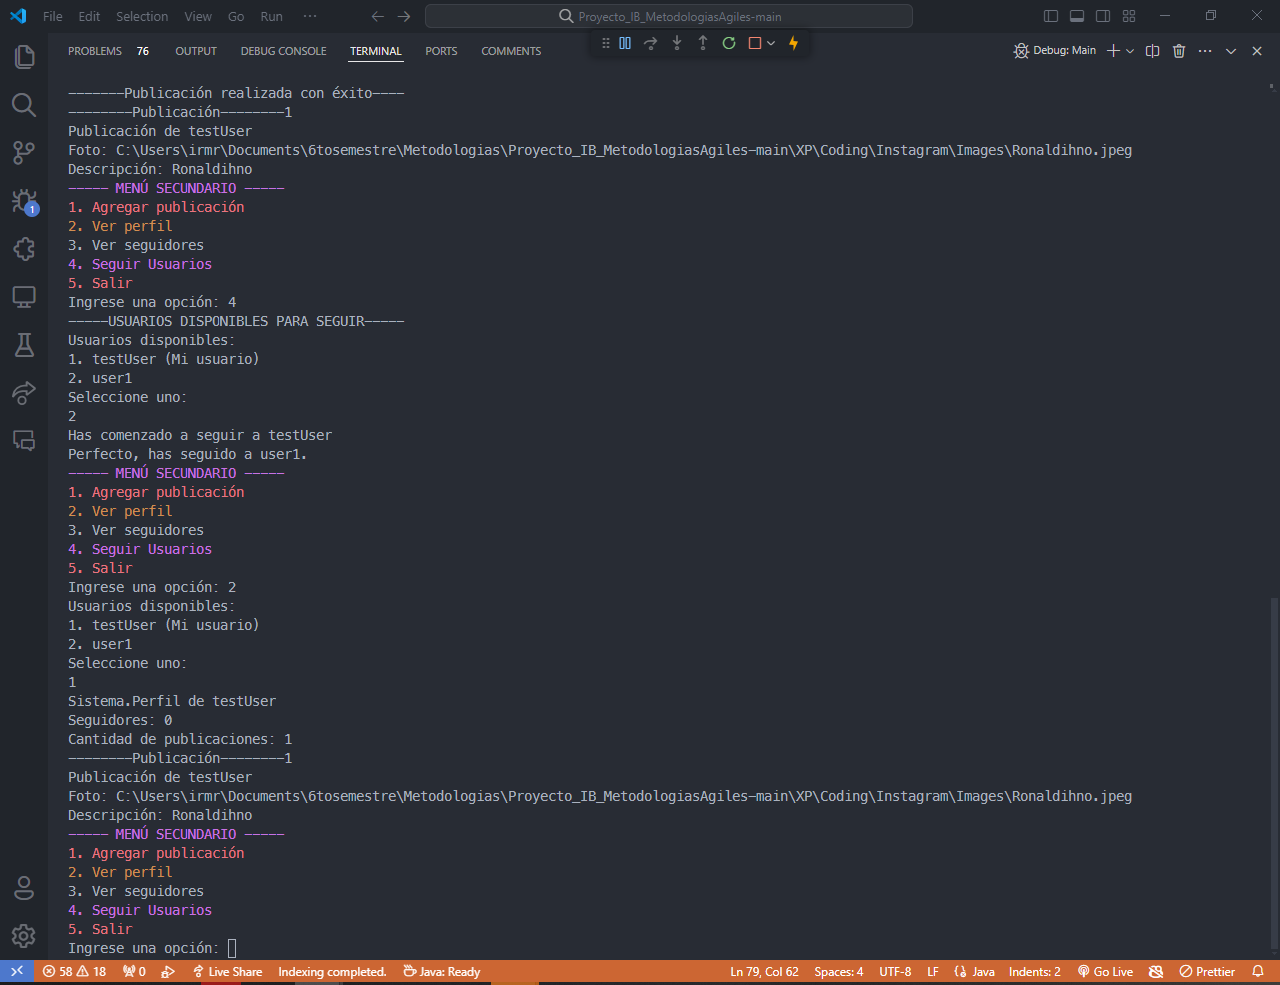 File Edit Selection View Go Run ··· Proyecto_IB_MetodologiasAgiles-main
PROBLEMS 76 OUTPUT DEBUG CONSOLE TERMINAL PORTS COMMENTS Debug: Main
-------Publicación realizada con éxito----
--------Publicación--------1
Publicación de testUser
Foto: C:\Users\irmr\Documents\6tosemestre\Metodologias\Proyecto_IB_MetodologiasAgiles-main\XP\Coding\Instagram\Images\Ronaldihno.jpeg
Descripción: Ronaldihno
----- MENÚ SECUNDARIO -----
1. Agregar publicación
2. Ver perfil
3. Ver seguidores
4. Seguir Usuarios
5. Salir
Ingrese una opción: 4
-----USUARIOS DISPONIBLES PARA SEGUIR-----
Usuarios disponibles:
1. testUser (Mi usuario)
2. user1
Seleccione uno:
2
Has comenzado a seguir a testUser
Perfecto, has seguido a user1.
----- MENÚ SECUNDARIO -----
1. Agregar publicación
2. Ver perfil
3. Ver seguidores
4. Seguir Usuarios
5. Salir
Ingrese una opción: 2
Usuarios disponibles:
1. testUser (Mi usuario)
2. user1
Seleccione uno:
1
Sistema.Perfil de testUser
Seguidores: 0
Cantidad de publicaciones: 1
--------Publicación--------1
Publicación de testUser
Foto: C:\Users\irmr\Documents\6tosemestre\Metodologias\Proyecto_IB_MetodologiasAgiles-main\XP\Coding\Instagram\Images\Ronaldihno.jpeg
Descripción: Ronaldihno
----- MENÚ SECUNDARIO -----
1. Agregar publicación
2. Ver perfil
3. Ver seguidores
4. Seguir Usuarios
5. Salir
Ingrese una opción:
1
58 18 0 Live Share Indexing completed. Java: Ready Ln 79, Col 62 Spaces: 4 UTF-8 LF Java Indents: 2 Go Live Prettier